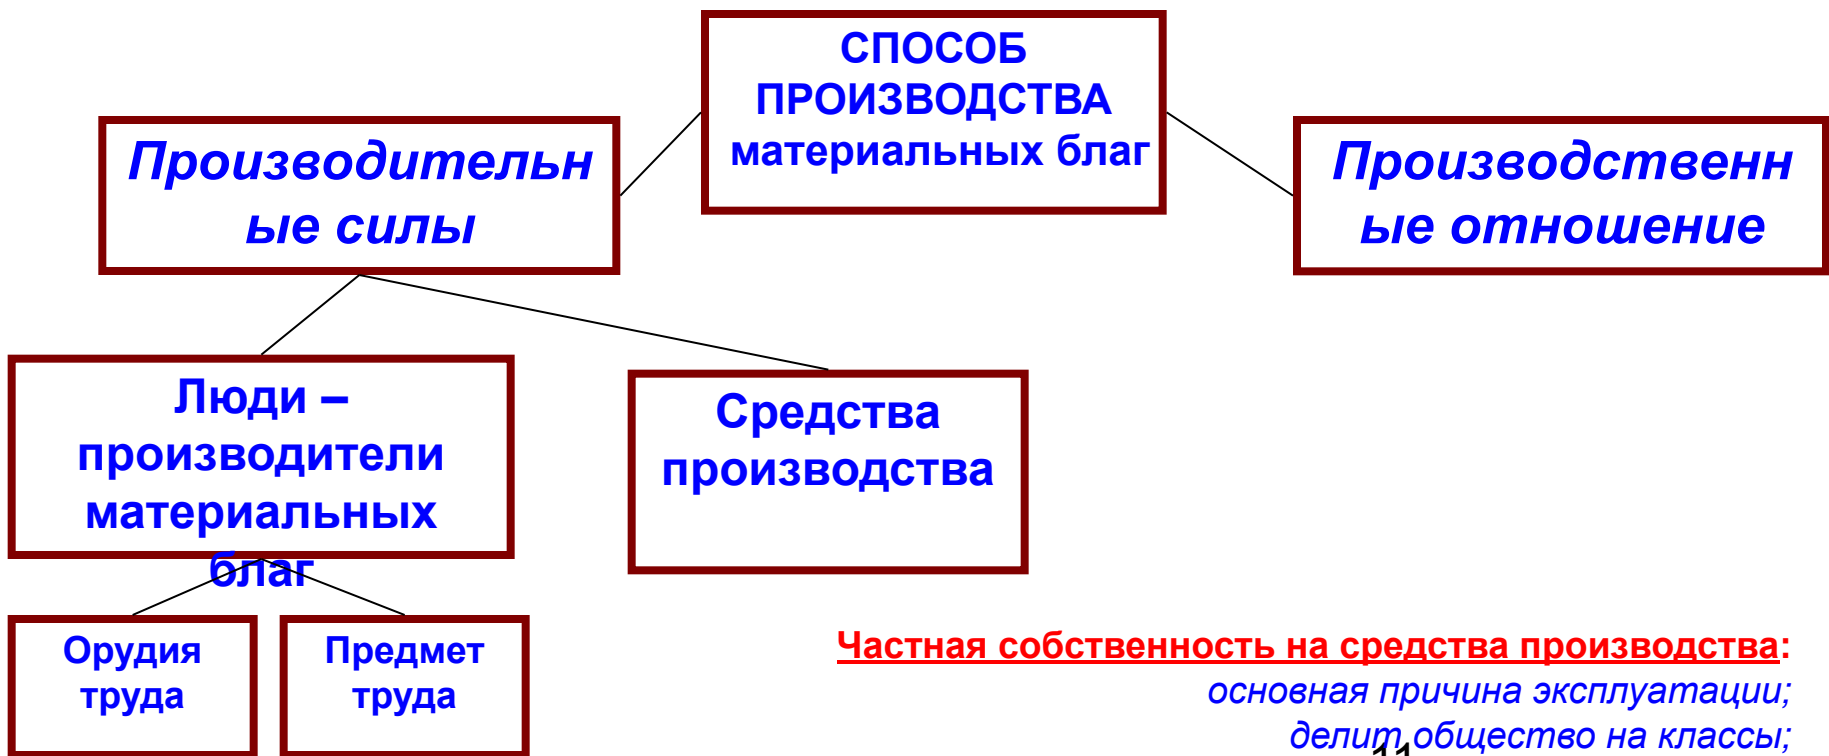 СПОСОБ
ПРОИЗВОДСТВА
материальных благ
Производительн
ые силы
Производственн
ые отношение
Люди –
производители
материальных
благ
Средства
производства
Орудия
труда
Предмет
труда
Частная собственность на средства производства:
основная причина эксплуатации;
делит общество на классы;
11